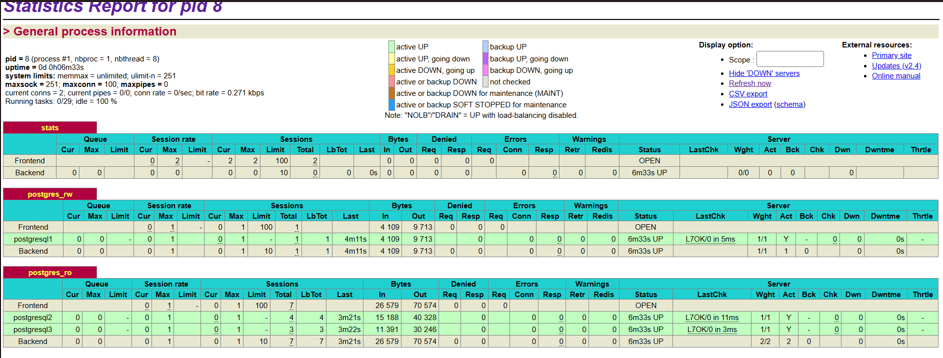 Statistics Report for pid 8
> General process information
pid = 8 (process #1, nbproc = 1, nbthread = 8)
uptime = 0d 0h06m33s
system limits: memmax = unlimited; ulimit-n = 251
maxsock = 251; maxconn = 100; maxpipes = 0
current conns = 2; current pipes = 0/0; conn rate = 0/sec; bit rate = 0.271 kbps
Running tasks: 0/29; idle = 100 %
active UP backup UP
active UP, going down backup UP, going down
active DOWN, going up backup DOWN, going up
active or backup DOWN not checked
active or backup DOWN for maintenance (MAINT)
active or backup SOFT STOPPED for maintenance
Note: "NOLB"/"DRAIN" = UP with load-balancing disabled.
Display option:
Scope :
Hide 'DOWN' servers
Refresh now
CSV export
JSON export (schema)
External resources:
Primary site
Updates (v2.4)
Online manual
stats
Queue Session rate Sessions Bytes Denied Errors Warnings Server
Cur Max Limit Cur Max Limit Cur Max Limit Total LbTot Last In Out Req Resp Req Conn Resp Retr Redis Status LastChk Wght Act Bck Chk Dwn Dwntme Thrtle
Frontend 0 2 - 2 2 100 2 0 0 0 0 0 OPEN
Backend 0 0 0 0 0 0 10 0 0 0s 0 0 0 0 0 0 0 0 6m33s UP 0/0 0 0 0
postgres_rw
Queue Session rate Sessions Bytes Denied Errors Warnings Server
Cur Max Limit Cur Max Limit Cur Max Limit Total LbTot Last In Out Req Resp Req Conn Resp Retr Redis Status LastChk Wght Act Bck Chk Dwn Dwntme Thrtle
Frontend 0 1 - 0 1 100 1 4 109 9 713 0 0 0 OPEN
postgresql1 0 0 - 0 1 0 1 - 1 1 4m11s 4 109 9 713 0 0 0 0 0 6m33s UP L7OK/0 in 5ms 1/1 Y - 0 0 0s -
Backend 0 0 0 1 0 1 10 1 1 4m11s 4 109 9 713 0 0 0 0 0 0 6m33s UP 1/1 1 0 0 0s
postgres_ro
Queue Session rate Sessions Bytes Denied Errors Warnings Server
Cur Max Limit Cur Max Limit Cur Max Limit Total LbTot Last In Out Req Resp Req Conn Resp Retr Redis Status LastChk Wght Act Bck Chk Dwn Dwntme Thrtle
Frontend 0 1 - 0 1 100 7 26 579 70 574 0 0 0 OPEN
postgresql2 0 0 - 0 1 0 1 - 4 4 3m21s 15 188 40 328 0 0 0 0 0 6m33s UP L7OK/0 in 11ms 1/1 Y - 0 0 0s -
postgresql3 0 0 - 0 1 0 1 - 3 3 3m22s 11 391 30 246 0 0 0 0 0 6m33s UP L7OK/0 in 3ms 1/1 Y - 0 0 0s -
Backend 0 0 0 1 0 1 10 7 7 3m21s 26 579 70 574 0 0 0 0 0 0 6m33s UP 2/2 2 0 0 0s